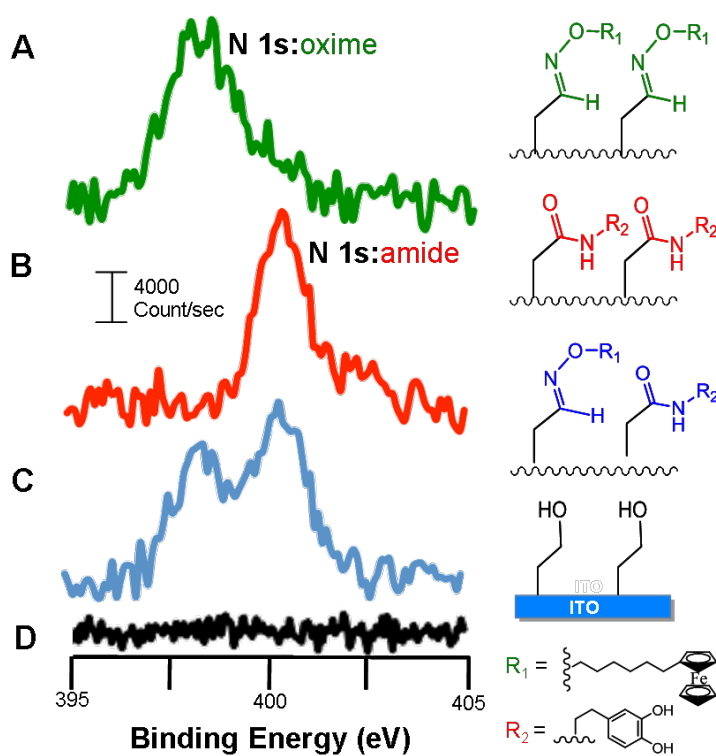 A
N 1s:oxime
O-R1
O-R1
N
N
H
H
B
N 1s:amide
4000
Count/sec
O
O
N-R2
N-R2
H
H
C
O-R1
N
H
O
R2
N
H
HO
HO
ITO
ITO
D
395
400
405
Binding Energy (eV)
R1 =
Fe
R2 =
OH
OH